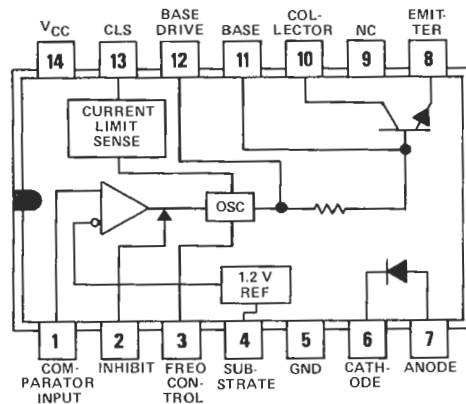 VCC CLS BASE DRIVE BASE COL-LECTOR NC EMIT-TER
14 13 12 11 10 9 8
CURRENT
LIMIT
SENSE
OSC
1.2 V
REF
1 2 3 4 5 6 7
COM-PARATOR INPUT INHIBIT FREQ CON-TROL SUB-STRATE GND CATH-ODE ANODE